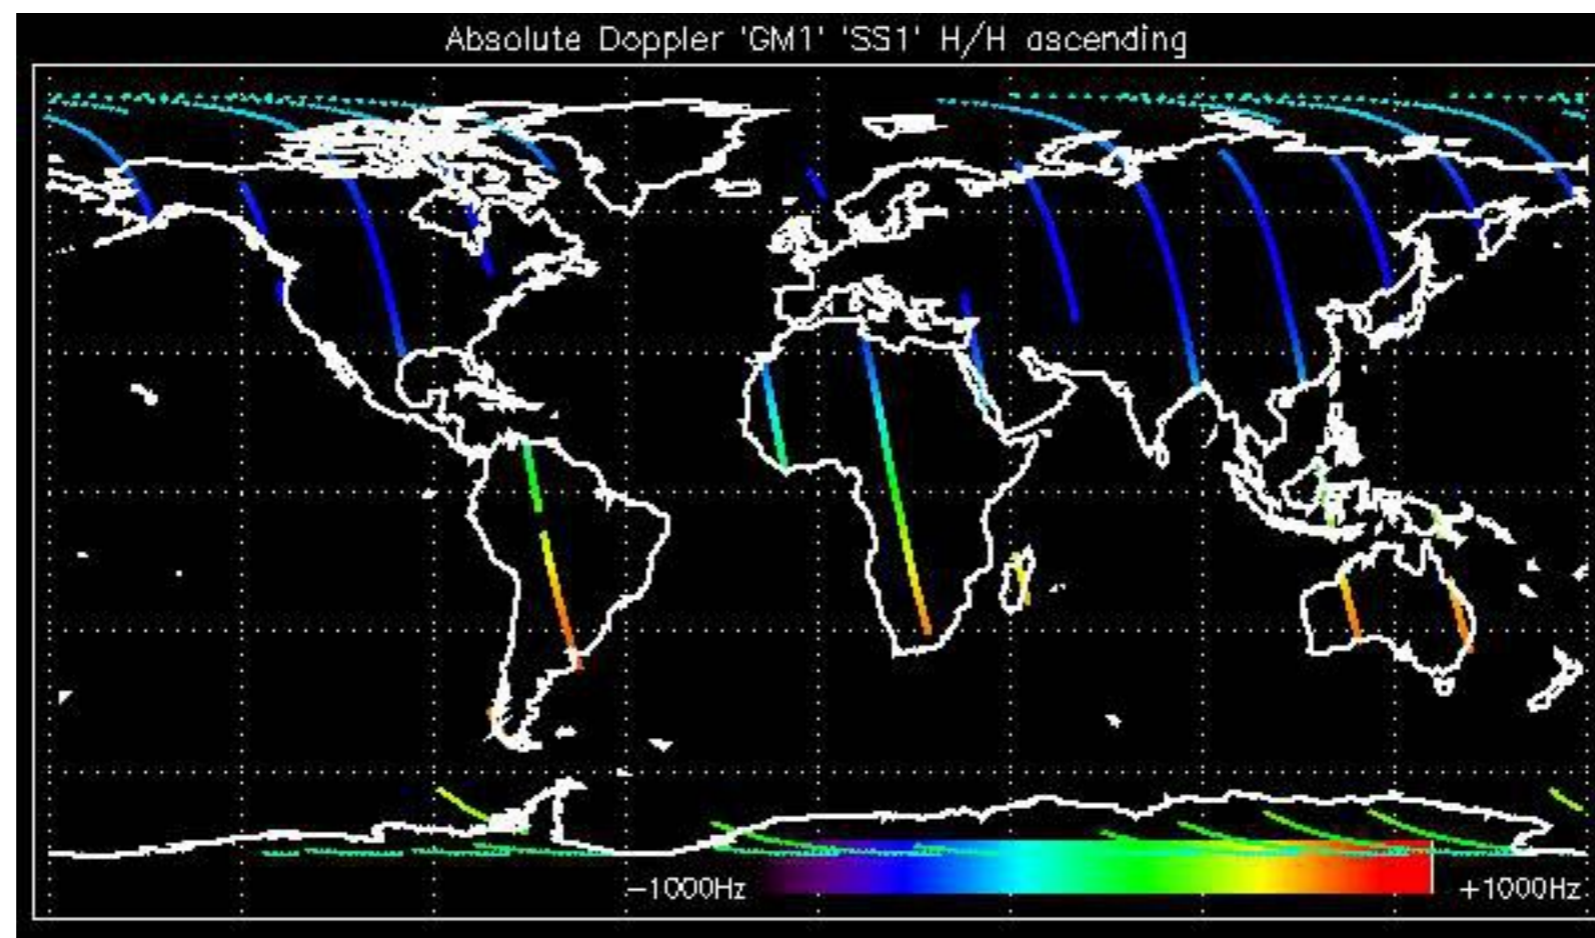 Absolute Doppler 'GM1' 'SS1' H/H ascending
−1000Hz
+1000Hz